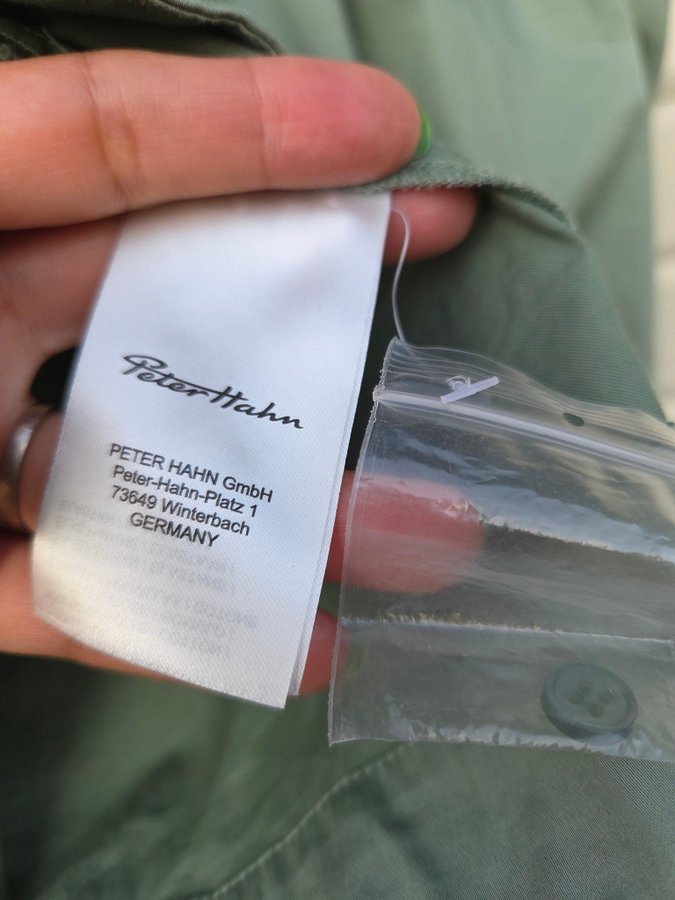 Peter Hahn
PETER HAHN GmbH
Peter-Hahn-Platz 1
73649 Winterbach
GERMANY